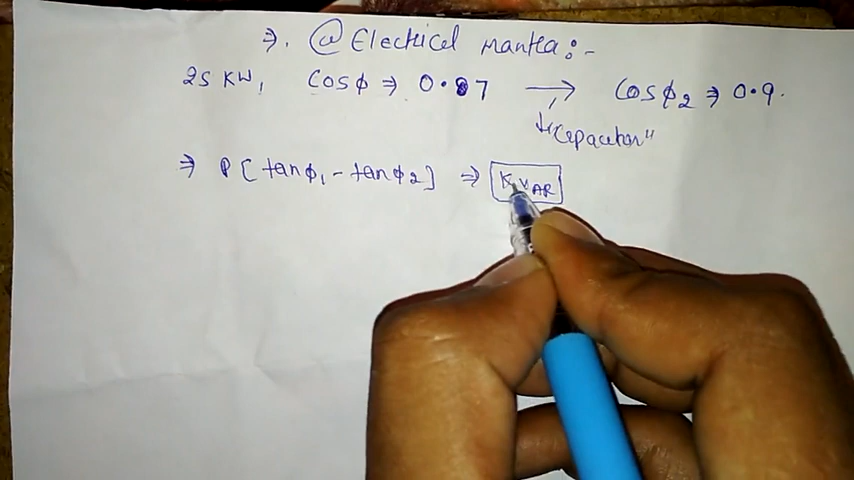 ⇒. @ Electrical mantra:-
25 KW, Cosϕ ⇒ 0.87 → Cosϕ2 ⇒ 0.9.
"Capacitor"
⇒ P[tanϕ1 - tanϕ2] ⇒ KVAR